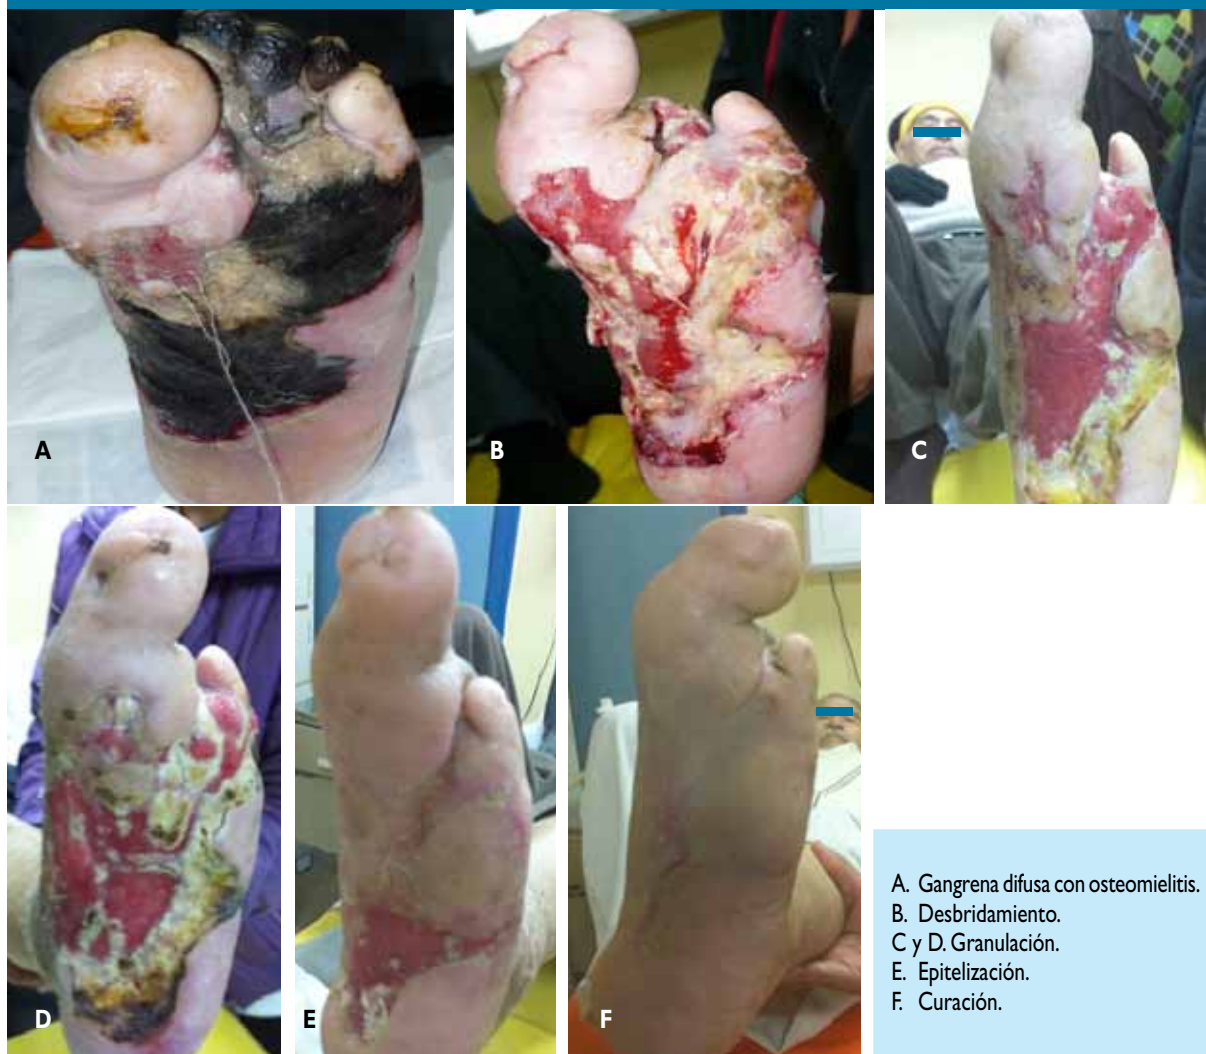 A
B
C
D
E
F
A. Gangrena difusa con osteomielitis.
B. Desbridamiento.
C y D. Granulación.
E. Epitelización.
F. Curación.